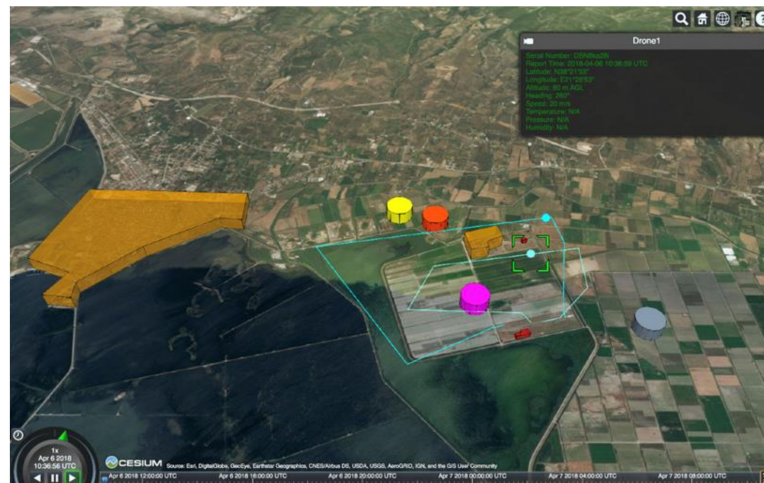 Drone1
Report Time: 2018-04-06 10:36:59 UTC
Altitude: 80 m AGL
Heading: 280°
Speed: 20 m/s
Temperature: N/A
Pressure: N/A
Humidity: N/A
1x
Apr 6 2018
10:36:56 UTC
CESIUM
Source: Esri, DigitalGlobe, GeoEye, Earthstar Geographics, CNES/Airbus DS, USDA, USGS, AeroGRID, IGN, and the GIS User Community
Apr 6 2018 12:00:00 UTC
Apr 6 2018 16:00:00 UTC
Apr 6 2018 20:00:00 UTC
Apr 7 2018 00:00:00 UTC
Apr 7 2018 04:00:00 UTC
Apr 7 2018 08:00:00 UTC